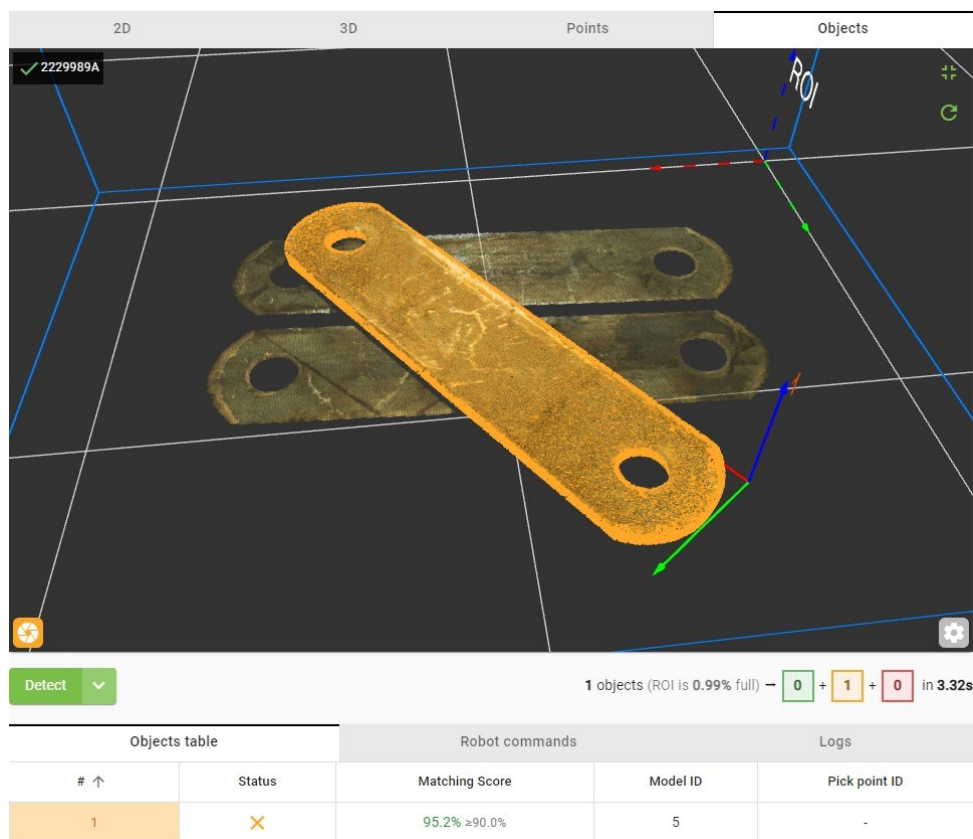 2D 3D Points Objects
2229989A
ROI
Detect
1 objects (ROI is 0.99% full) → 0 + 1 + 0 in 3.32s
Objects table Robot commands Logs
# ↑ Status Matching Score Model ID Pick point ID
1 × 95.2% ≥90.0% 5 -